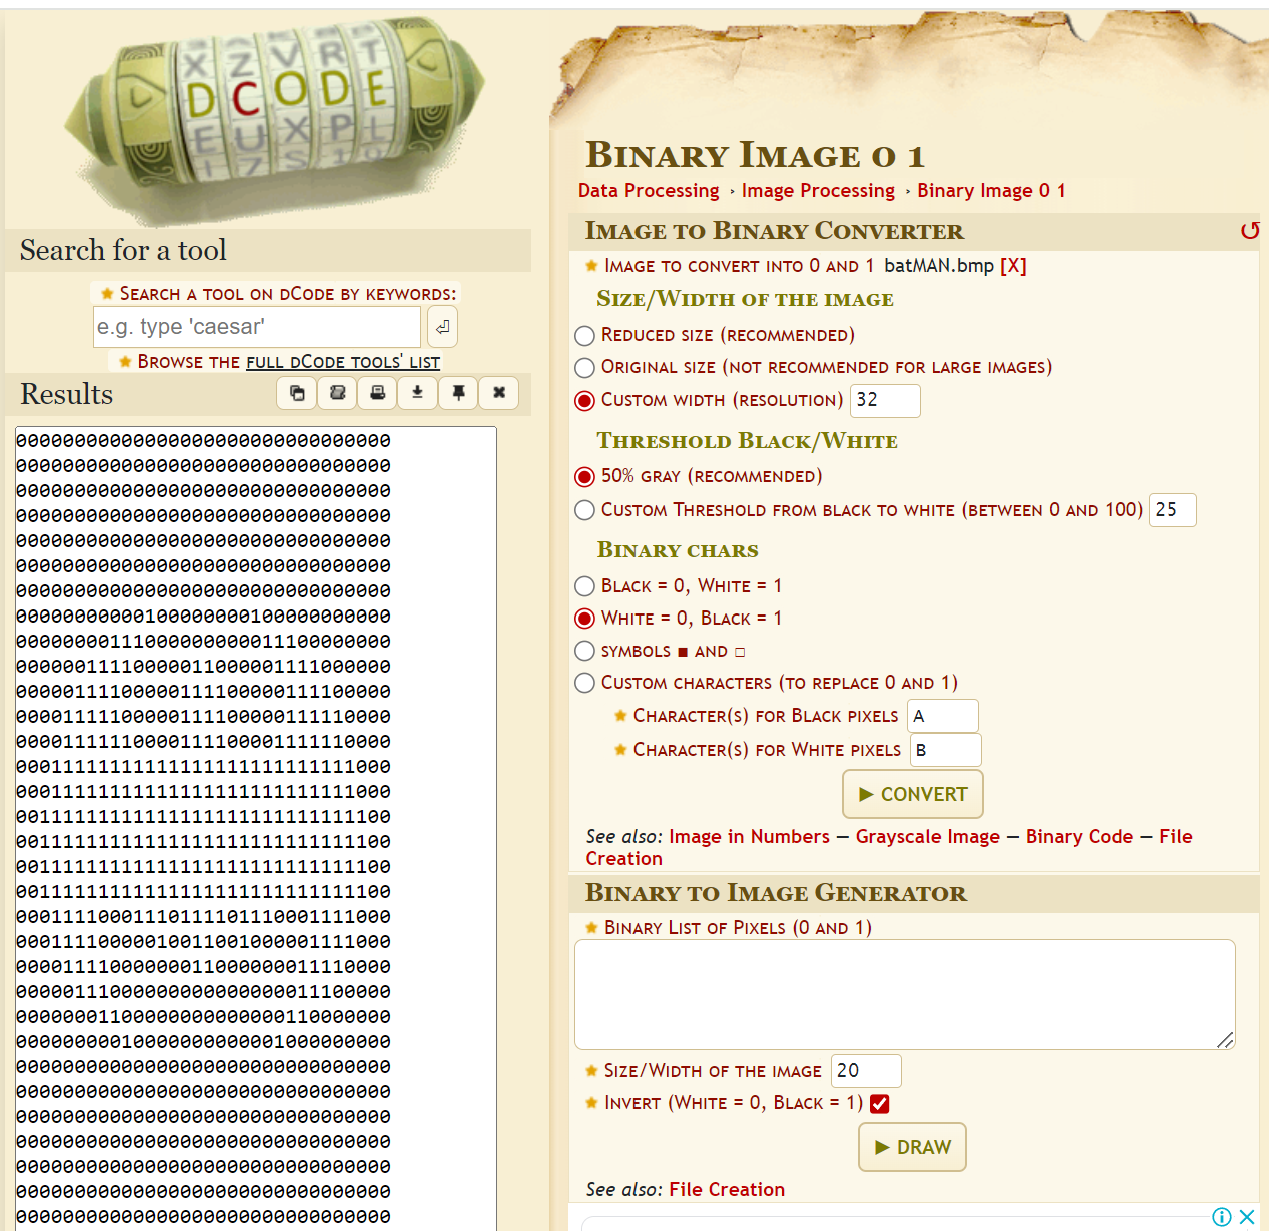 XZVRT
DCODE
EUXPL
Search for a tool
★ Search a tool on dCode by keywords:
e.g. type 'caesar'
★ Browse the full dCode tools' list
Results
00000000000000000000000000000000
00000000000000000000000000000000
00000000000000000000000000000000
00000000000000000000000000000000
00000000000000000000000000000000
00000000000000000000000000000000
00000000000000000000000000000000
00000000000100000000100000000000
00000000111000000000011100000000
00000011110000011000001111000000
00000111100000111100000111100000
00001111100000111100000111110000
00001111110000111100001111110000
00011111111111111111111111111000
00011111111111111111111111111000
00111111111111111111111111111100
00111111111111111111111111111100
00111111111111111111111111111100
00111111111111111111111111111100
00011110001110111101110001111000
00011110000010011001000001111000
00001111000000011000000011110000
00000111000000000000000011100000
00000001100000000000000110000000
00000000010000000000001000000000
00000000000000000000000000000000
00000000000000000000000000000000
00000000000000000000000000000000
00000000000000000000000000000000
00000000000000000000000000000000
00000000000000000000000000000000
00000000000000000000000000000000
Binary Image 0 1
Data Processing › Image Processing › Binary Image 0 1
Image to Binary Converter
★ Image to convert into 0 and 1 batMAN.bmp [X]
Size/Width of the image
Reduced size (recommended)
Original size (not recommended for large images)
Custom width (resolution) 32
Threshold Black/White
50% gray (recommended)
Custom Threshold from black to white (between 0 and 100) 25
Binary chars
Black = 0, White = 1
White = 0, Black = 1
symbols ■ and □
Custom characters (to replace 0 and 1)
★ Character(s) for Black pixels A
★ Character(s) for White pixels B
► CONVERT
See also: Image in Numbers — Grayscale Image — Binary Code — File
Creation
Binary to Image Generator
★ Binary List of Pixels (0 and 1)
★ Size/Width of the image 20
★ Invert (White = 0, Black = 1)
► DRAW
See also: File Creation